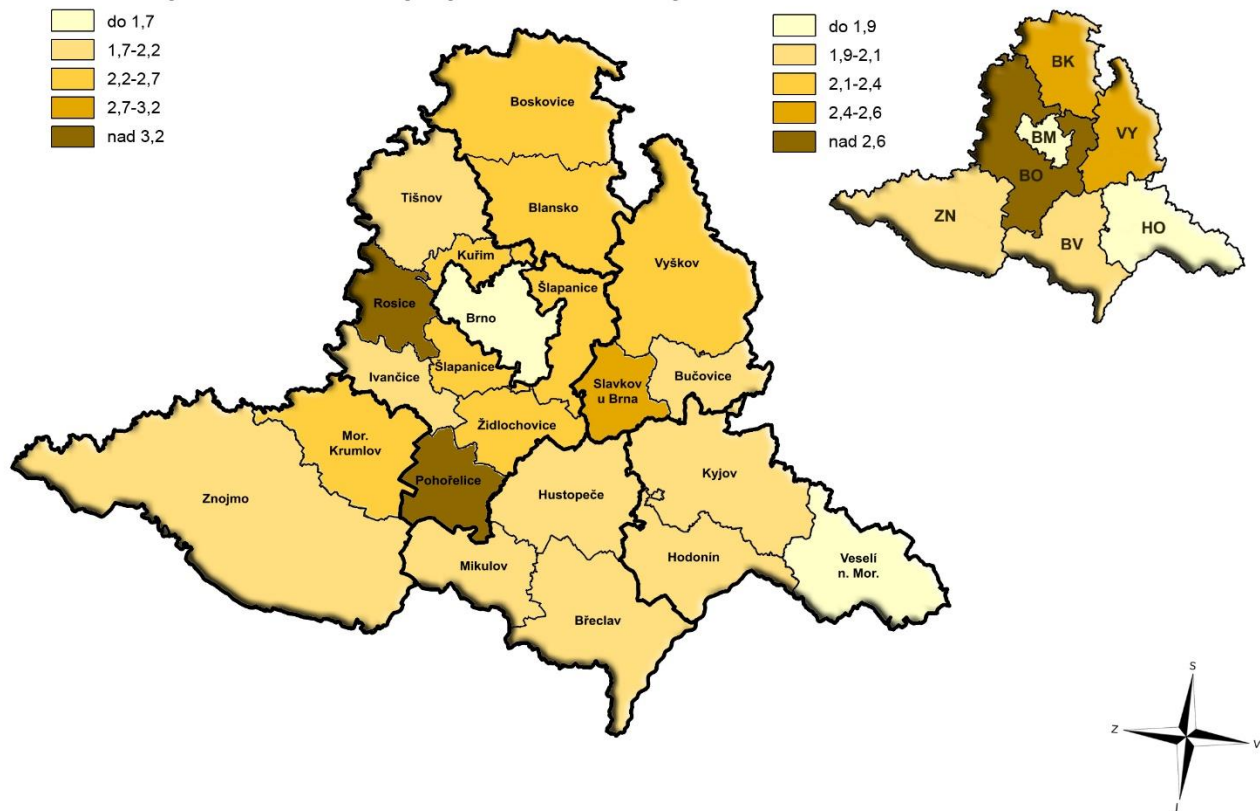 do 1,7
1,7-2,2
2,2-2,7
2,7-3,2
nad 3,2
do 1,9
1,9-2,1
2,1-2,4
2,4-2,6
nad 2,6
BK
VY
BM
BO
ZN
BV
HO
Boskovice
Tišnov
Blansko
Kuřim
Vyškov
Šlapanice
Rosice
Brno
Ivančice
Šlapanice
Slavkov
u Brna
Bučovice
Židlochovice
Mor.
Krumlov
Pohořelice
Kyjov
Znojmo
Hustopeče
Mikulov
Hodonín
Veselí
n. Mor.
Břeclav
S
Z
V
J